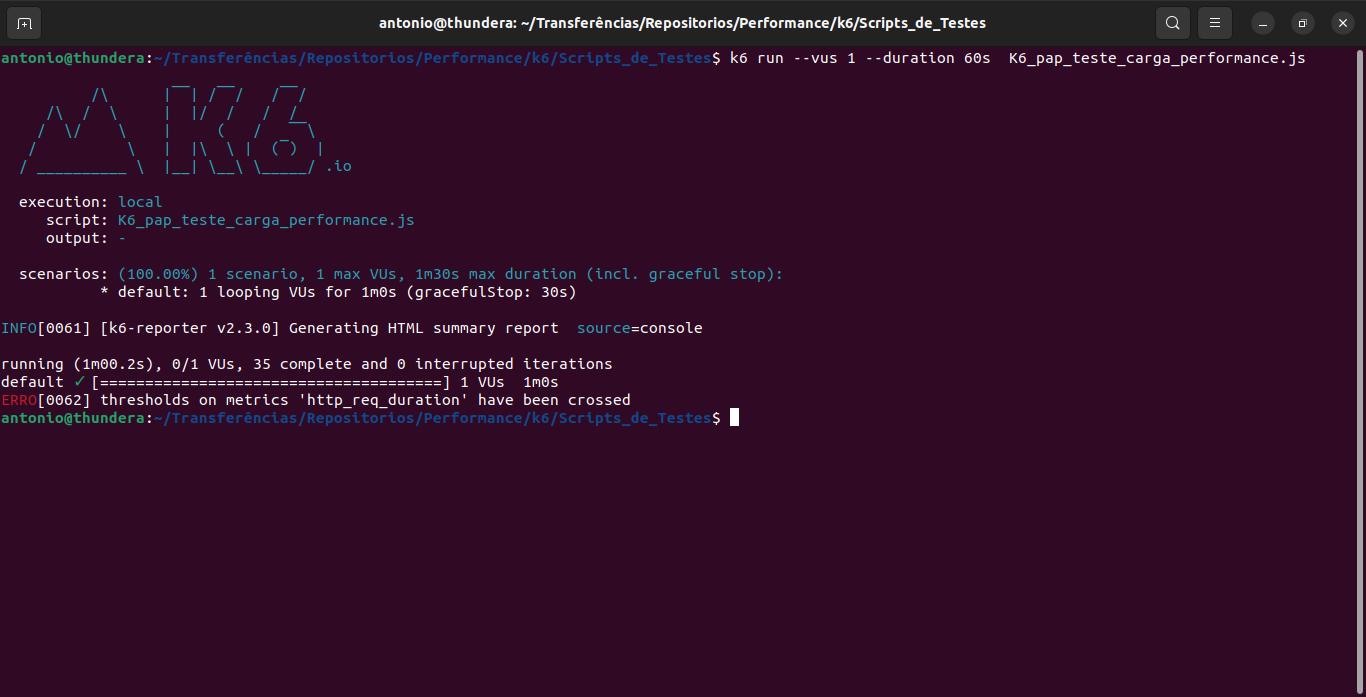 antonio@thundera: ~/Transferências/Repositorios/Performance/k6/Scripts_de_Testes
antonio@thundera:~/Transferências/Repositorios/Performance/k6/Scripts_de_Testes$ k6 run --vus 1 --duration 60s  K6_pap_teste_carga_performance.js
          /\      |‾‾| /‾‾/   /‾‾/
     /\  /  \     |  |/  /   /  /
    /  \/    \    |     (   /   ‾‾\
   /          \   |  |\  \ |  (‾)  |
  / __________ \  |__| \__\ \_____/ .io
  execution: local
     script: K6_pap_teste_carga_performance.js
     output: -
  scenarios: (100.00%) 1 scenario, 1 max VUs, 1m30s max duration (incl. graceful stop):
           * default: 1 looping VUs for 1m0s (gracefulStop: 30s)
INFO[0061] [k6-reporter v2.3.0] Generating HTML summary report  source=console
running (1m00.2s), 0/1 VUs, 35 complete and 0 interrupted iterations
default ✓ [======================================] 1 VUs  1m0s
ERRO[0062] thresholds on metrics 'http_req_duration' have been crossed
antonio@thundera:~/Transferências/Repositorios/Performance/k6/Scripts_de_Testes$